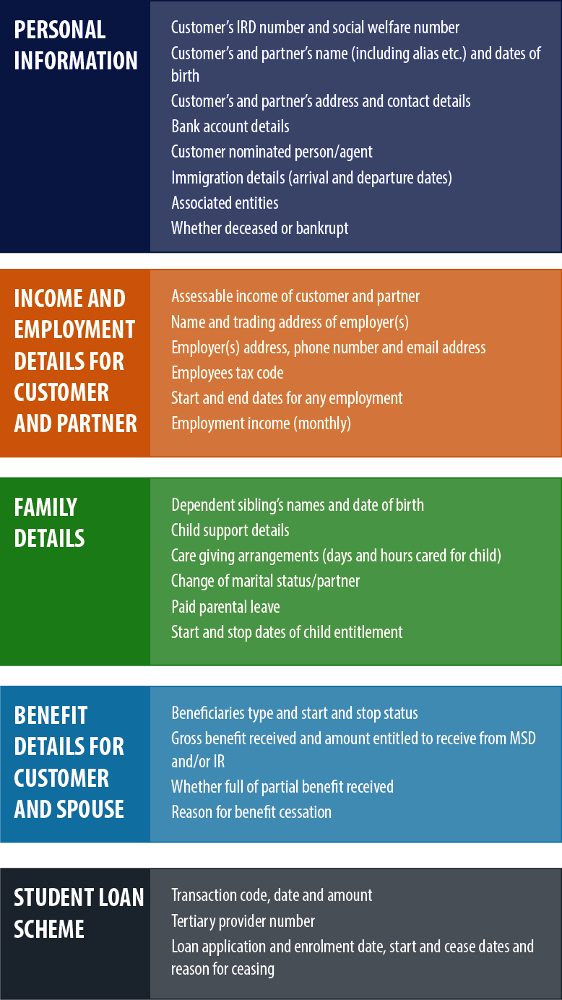 PERSONAL
INFORMATION
Customer’s IRD number and social welfare number
Customer’s and partner’s name (including alias etc.) and dates of
birth
Customer’s and partner’s address and contact details
Bank account details
Customer nominated person/agent
Immigration details (arrival and departure dates)
Associated entities
Whether deceased or bankrupt
INCOME AND
EMPLOYMENT
DETAILS FOR
CUSTOMER
AND PARTNER
Assessable income of customer and partner
Name and trading address of employer(s)
Employer(s) address, phone number and email address
Employees tax code
Start and end dates for any employment
Employment income (monthly)
FAMILY
DETAILS
Dependent sibling’s names and date of birth
Child support details
Care giving arrangements (days and hours cared for child)
Change of marital status/partner
Paid parental leave
Start and stop dates of child entitlement
BENEFIT
DETAILS FOR
CUSTOMER
AND SPOUSE
Beneficiaries type and start and stop status
Gross benefit received and amount entitled to receive from MSD
and/or IR
Whether full of partial benefit received
Reason for benefit cessation
STUDENT LOAN
SCHEME
Transaction code, date and amount
Tertiary provider number
Loan application and enrolment date, start and cease dates and
reason for ceasing